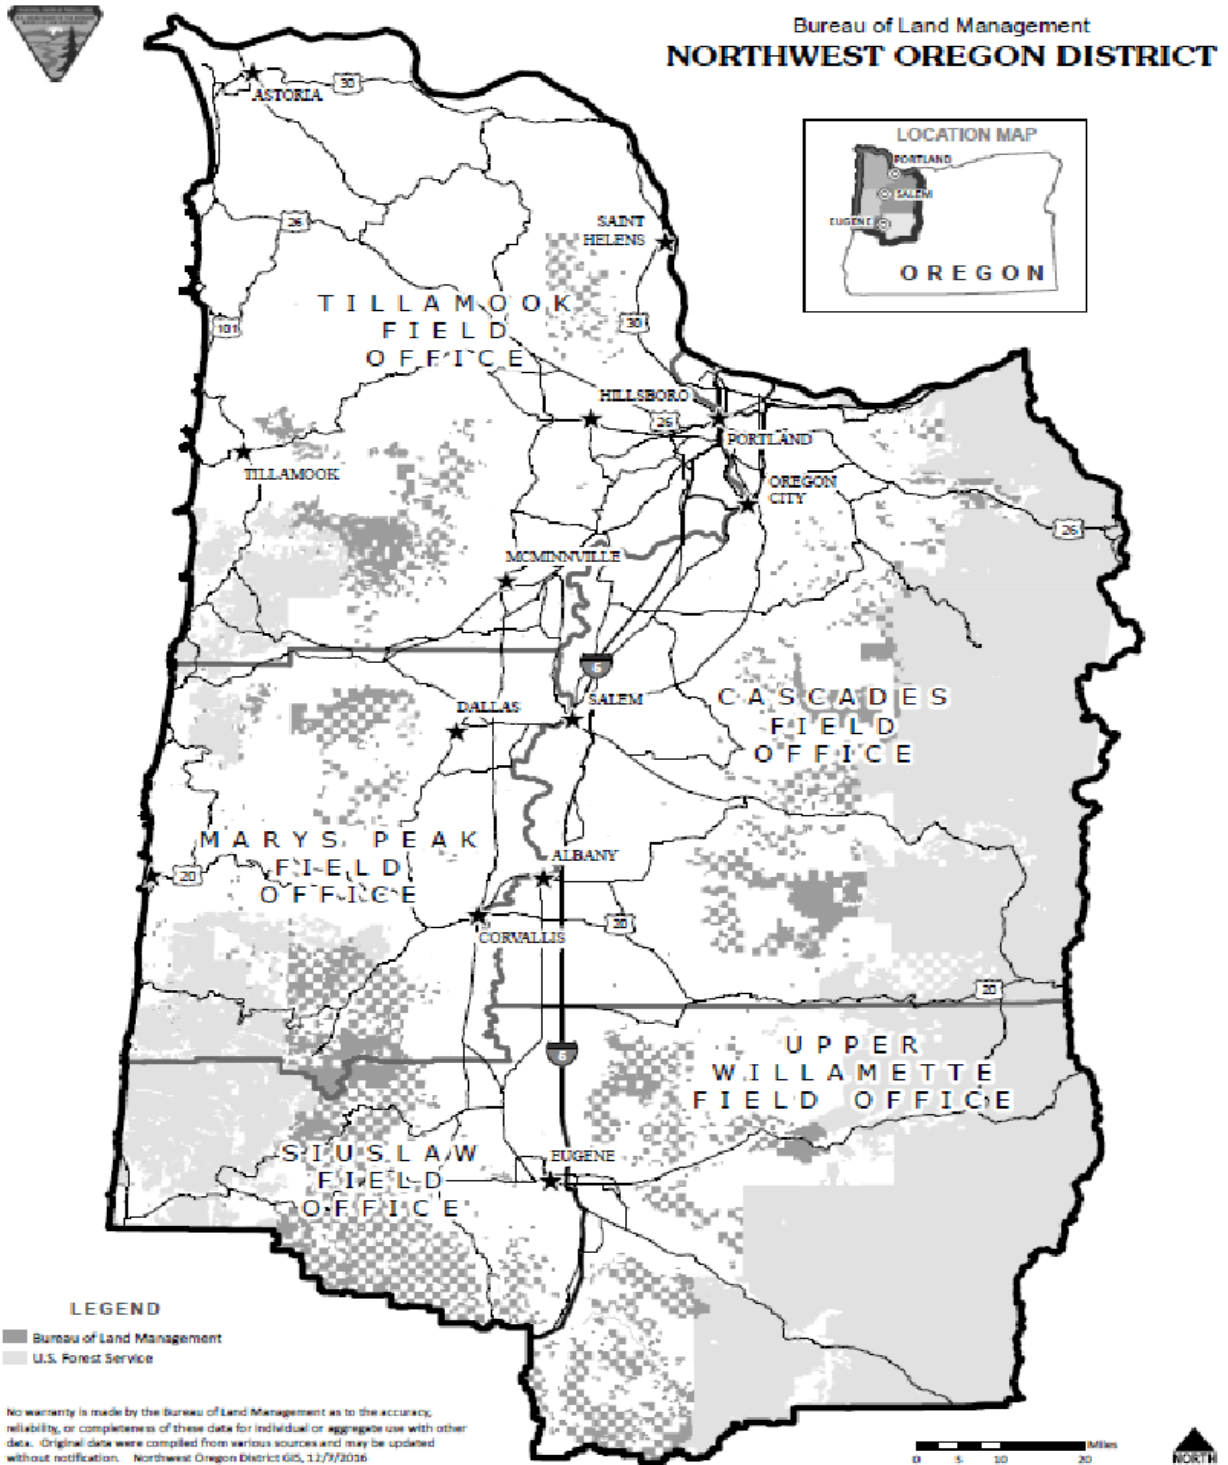 Bureau of Land Management
NORTHWEST OREGON DISTRICT
LOCATION MAP
PORTLAND
SALEM
EUGENE
OREGON
ASTORIA
30
26
SAINT
HELENS
TILLAMOOK
FIELD
OFFICE
101
30
HILLSBORO
26
PORTLAND
TILLAMOOK
OREGON
CITY
26
MCMINNVILLE
5
SALEM
DALLAS
CASCADES
FIELD
OFFICE
MARYS PEAK
FIELD
OFFICE
20
ALBANY
20
CORVALLIS
20
5
UPPER
WILLAMETTE
FIELD OFFICE
SIUSLAW
FIELD
OFFICE
EUGENE
LEGEND
Bureau of Land Management
U.S. Forest Service
No warranty is made by the Bureau of Land Management as to the accuracy,
reliability, or completeness of these data for individual or aggregate use with other
data. Original data were compiled from various sources and may be updated
without notification. Northwest Oregon District GIS, 12/7/2016
Miles
0 5 10 20
NORTH